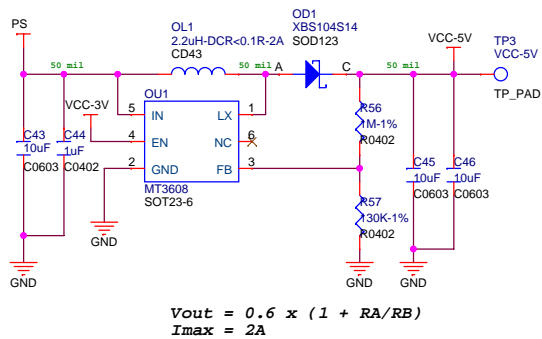 OD1
XBS104S14
SOD123
OL1
2.2uH-DCR<0.1R-2A
CD43
PS
VCC-5V
TP3
VCC-5V
TP_PAD
50 mil
50 mil
A
C
50 mil
50 mil
OU1
VCC-3V
5
IN
LX
1
4
EN
NC
6
2
GND
FB
3
MT3608
SOT23-6
C43
10uF
C0603
C44
1uF
C0402
R56
1M-1%
R0402
R57
130K-1%
R0402
C45
10uF
C0603
C46
10uF
C0603
GND
GND
GND
GND
Vout = 0.6 x (1 + RA/RB)
Imax = 2A